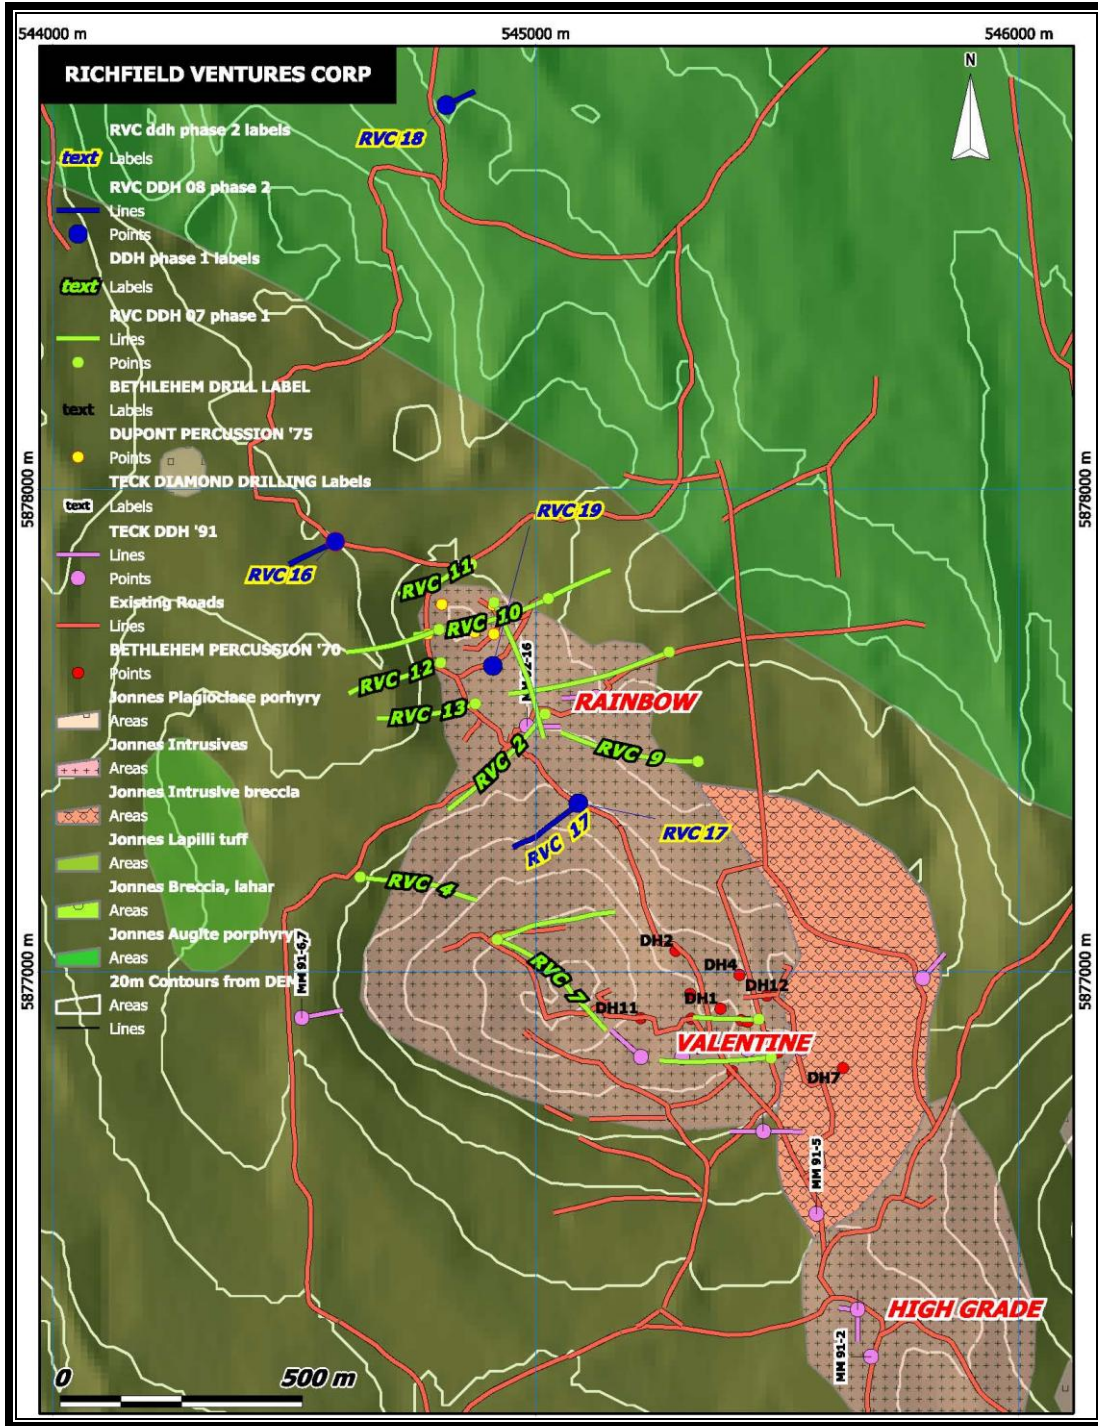 544000 m
545000 m
546000 m
RICHFIELD VENTURES CORP
N
RVC 18
RVC ddh phase 2 labels
text Labels
RVC DDH 08 phase 2
Lines
Points
DDH phase 1 labels
text Labels
RVC DDH 07 phase 1
Lines
Points
BETHLEHEM DRILL LABEL
text Labels
DUPONT PERCUSSION '75
Points
TECK DIAMOND DRILLING Labels
text Labels
TECK DDH '91
Lines
Points
Existing Roads
Lines
BETHLEHEM PERCUSSION '70
Points
Jonnes Plagioclase porhyry
Areas
Jonnes Intrusives
Areas
Jonnes Intrusive breccia
Areas
Jonnes Lapilli tuff
Areas
Jonnes Breccia, lahar
Areas
Jonnes Augite porphyry
Areas
20m Contours from DEM
Areas
Lines
5878000 m
5878000 m
5877000 m
5877000 m
RVC 19
RVC 16
RVC 11
RVC 10
RVC 12
RVC 13
RAINBOW
RVC 2
RVC 9
RVC 17
RVC 17
RVC 4
RVC 7
MM 91-6,7
DH2
DH4
DH12
DH1
DH11
VALENTINE
DH7
MM 91-5
HIGH GRADE
MM 91-2
0
500 m